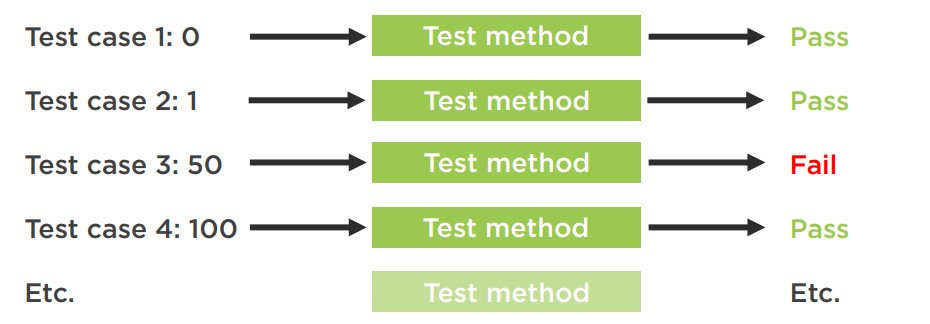 Test case 1: 0 Test method Pass
Test case 2: 1 Test method Pass
Test case 3: 50 Test method Fail
Test case 4: 100 Test method Pass
Etc. Test method Etc.